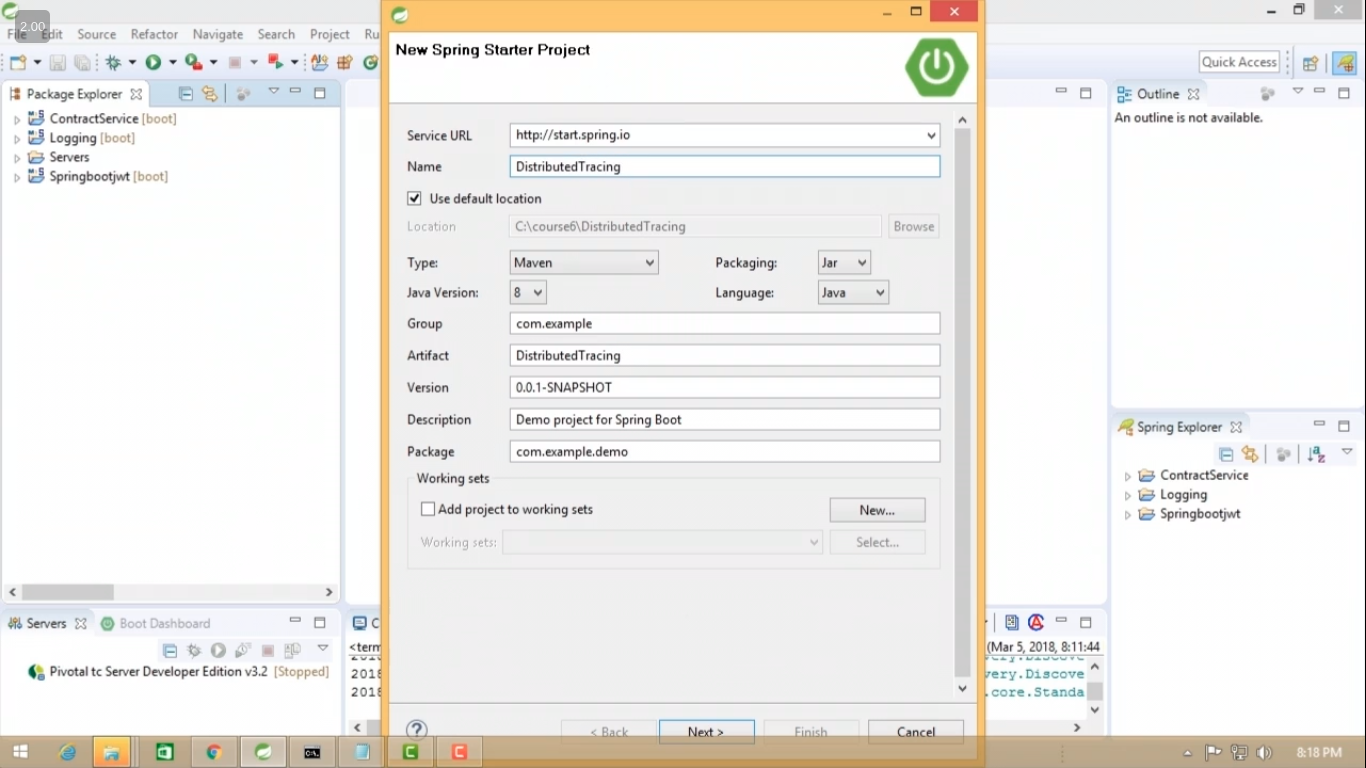 2.00
File Edit Source Refactor Navigate Search Project Ru
Quick Access
Package Explorer
ContractService [boot]
Logging [boot]
Servers
Springbootjwt [boot]
New Spring Starter Project
Service URL http://start.spring.io
Name DistributedTracing
Use default location
Location C:\course6\DistributedTracing Browse
Type: Maven Packaging: Jar
Java Version: 8 Language: Java
Group com.example
Artifact DistributedTracing
Version 0.0.1-SNAPSHOT
Description Demo project for Spring Boot
Package com.example.demo
Working sets
Add project to working sets New...
Working sets: Select...
< Back Next > Finish Cancel
Outline
An outline is not available.
Spring Explorer
ContractService
Logging
Springbootjwt
Servers Boot Dashboard
Pivotal tc Server Developer Edition v3.2 [Stopped]
C
<term (Mar 5, 2018, 8:11:44
2018 very.Discove
2018 .core.Standa
8:18 PM